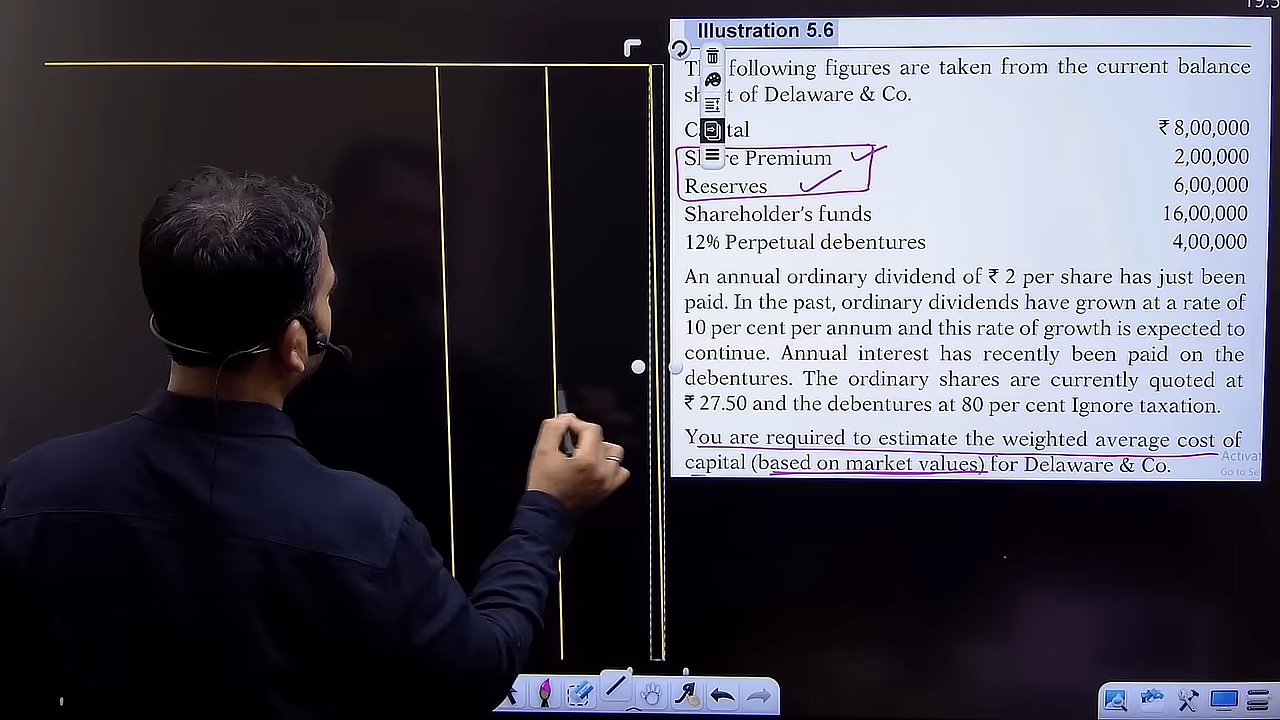 19.5
Illustration 5.6
following figures are taken from the current balance
of Delaware & Co.
₹ 8,00,000
Premium 2,00,000
Reserves 6,00,000
Shareholder's funds 16,00,000
12% Perpetual debentures 4,00,000
An annual ordinary dividend of ₹ 2 per share has just been
paid. In the past, ordinary dividends have grown at a rate of
10 per cent per annum and this rate of growth is expected to
continue. Annual interest has recently been paid on the
debentures. The ordinary shares are currently quoted at
₹ 27.50 and the debentures at 80 per cent Ignore taxation.
You are required to estimate the weighted average cost of
capital (based on market values) for Delaware & Co.
Activat
Go to Se